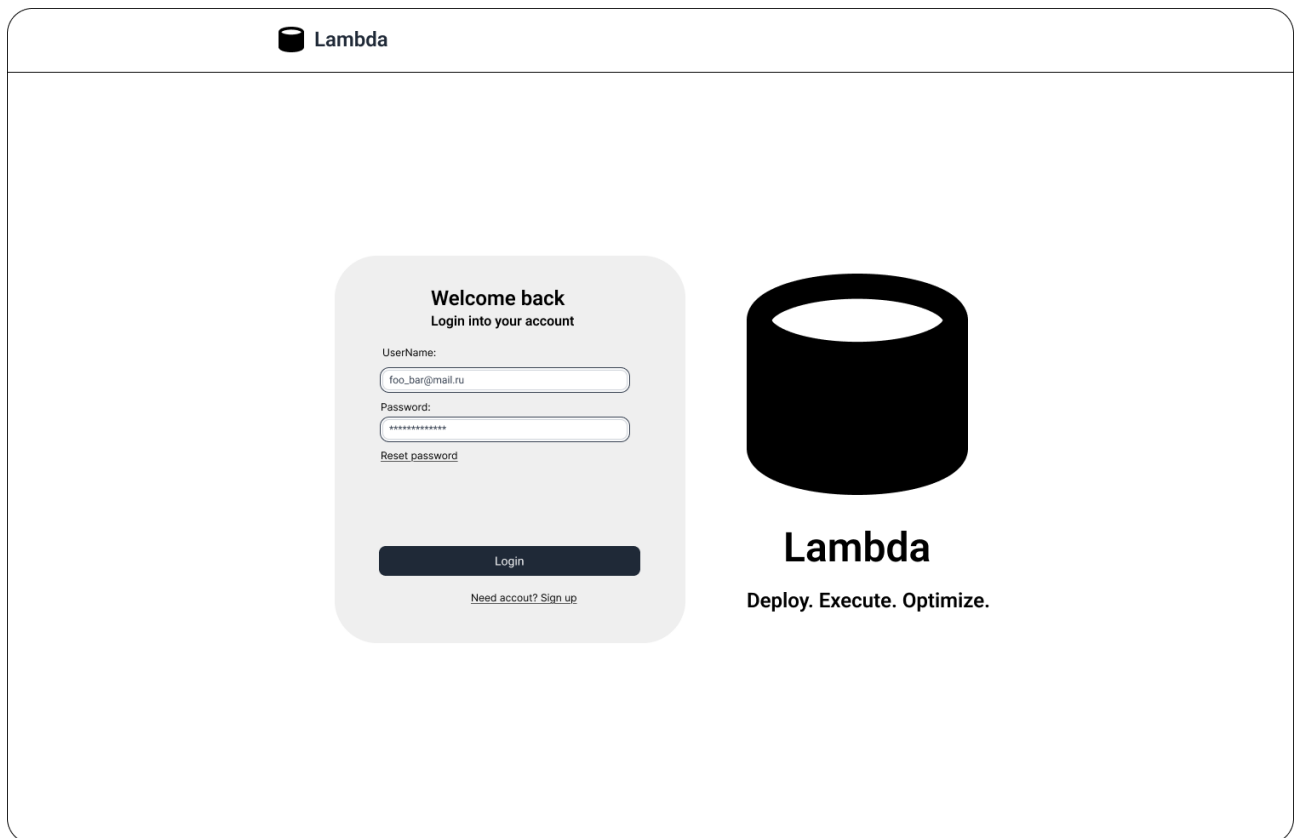 Lambda
Welcome back
Login into your account
UserName:
foo_bar@mail.ru
Password:
*************
Reset password
Login
Need accout? Sign up
Lambda
Deploy. Execute. Optimize.